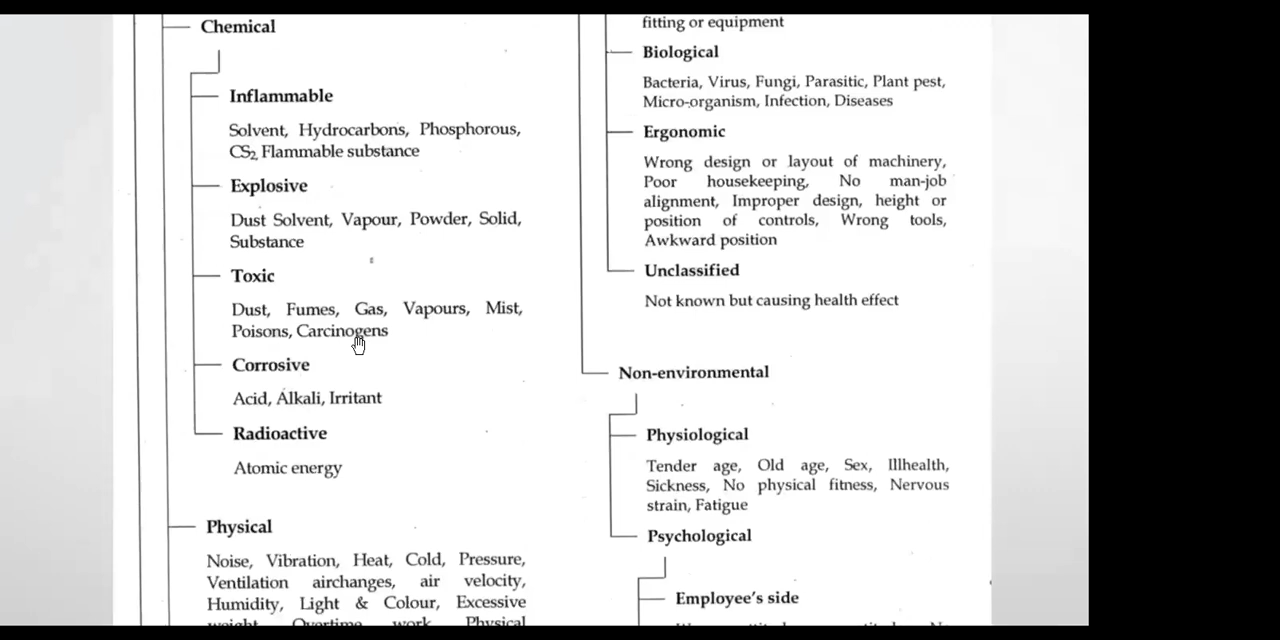 Chemical
Inflammable
Solvent, Hydrocarbons, Phosphorous,
CS₂, Flammable substance
Explosive
Dust Solvent, Vapour, Powder, Solid,
Substance
Toxic
Dust, Fumes, Gas, Vapours, Mist,
Poisons, Carcinogens
Corrosive
Acid, Alkali, Irritant
Radioactive
Atomic energy
Physical
Noise, Vibration, Heat, Cold, Pressure,
Ventilation airchanges, air velocity,
Humidity, Light & Colour, Excessive
weight, Overtime work, Physical
fitting or equipment
Biological
Bacteria, Virus, Fungi, Parasitic, Plant pest,
Micro-organism, Infection, Diseases
Ergonomic
Wrong design or layout of machinery,
Poor housekeeping, No man-job
alignment, Improper design, height or
position of controls, Wrong tools,
Awkward position
Unclassified
Not known but causing health effect
Non-environmental
Physiological
Tender age, Old age, Sex, Illhealth,
Sickness, No physical fitness, Nervous
strain, Fatigue
Psychological
Employee's side